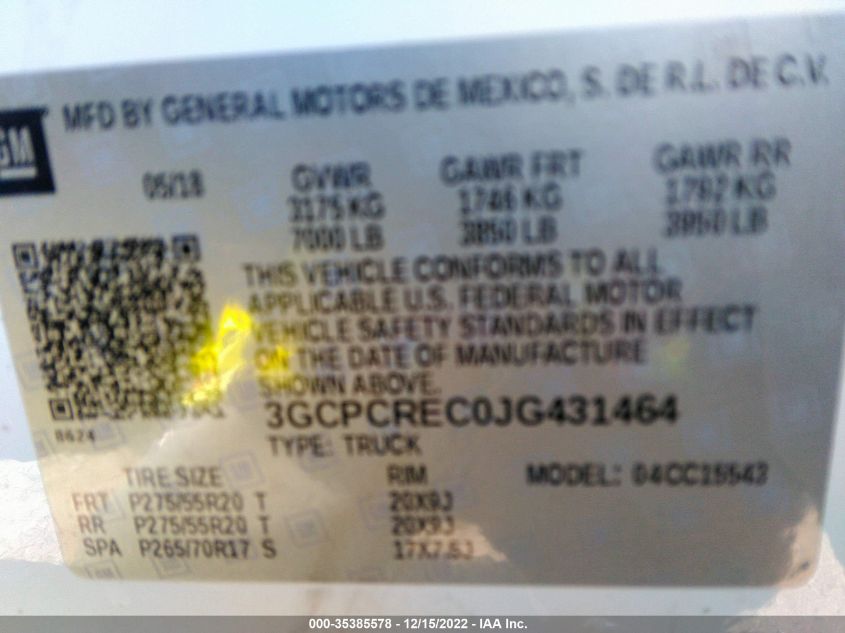 GM
MFD BY GENERAL MOTORS DE MEXICO, S. DE R.L. DE C.V.
05/18 GVWR GAWR FRT GAWR RR
3175 KG 1746 KG 1792 KG
7000 LB 3850 LB 3950 LB
THIS VEHICLE CONFORMS TO ALL
APPLICABLE U.S. FEDERAL MOTOR
VEHICLE SAFETY STANDARDS IN EFFECT
ON THE DATE OF MANUFACTURE
SHOWN ABOVE.
3GCPCREC0JG431464
8624
TYPE: TRUCK
TIRE SIZE RIM MODEL: 04CC15543
FRT P275/55R20 T 20X9J
RR P275/55R20 T 20X9J
SPA P265/70R17 S 17X7.5J
000-35385578 - 12/15/2022 - IAA Inc.